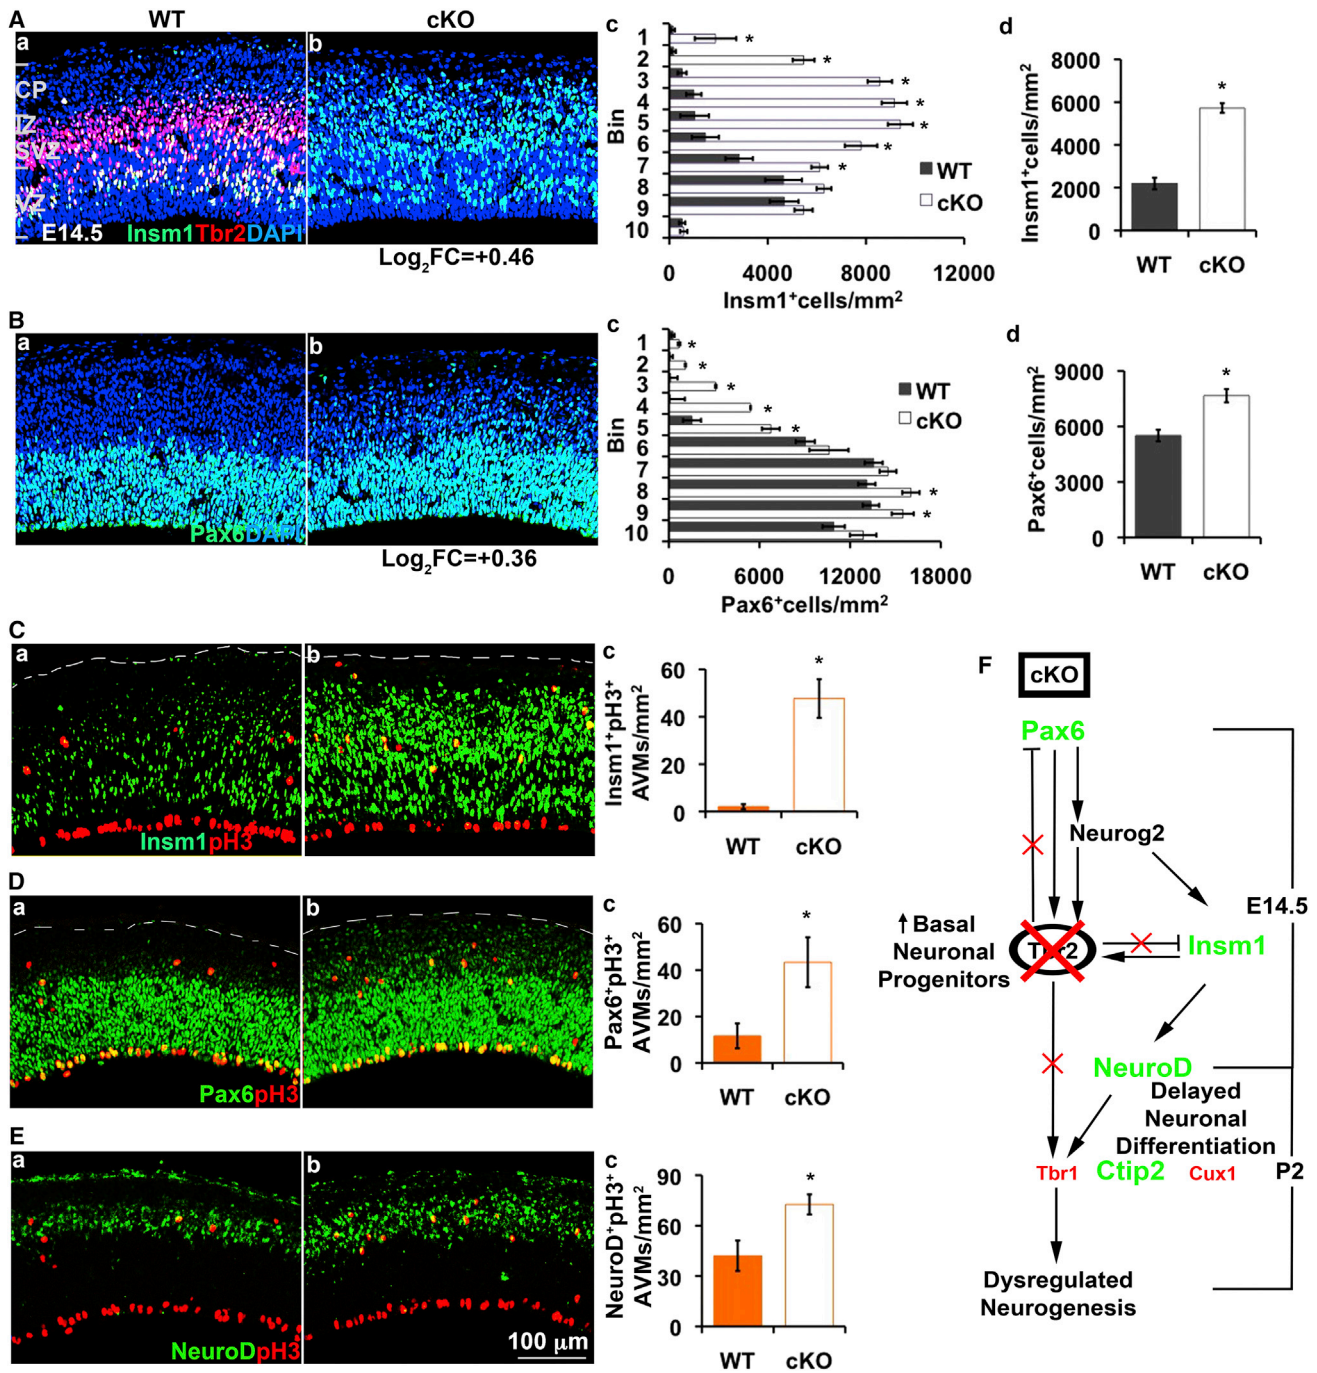 A
WT
cKO
a
b
CP
IZ
SVZ
VZ
E14.5
Insm1Tbr2DAPI
Log2FC=+0.46
c
Bin
1
2
3
4
5
6
7
8
9
10
*
*
*
*
*
*
*
WT
cKO
0
4000
8000
12000
Insm1+cells/mm2
d
Insm1+cells/mm2
8000
6000
4000
2000
0
*
WT
cKO
B
a
b
Pax6DAPI
Log2FC=+0.36
c
Bin
1
2
3
4
5
6
7
8
9
10
*
*
*
*
*
*
*
WT
cKO
0
6000
12000
18000
Pax6+cells/mm2
d
Pax6+cells/mm2
9000
6000
3000
0
*
WT
cKO
C
a
b
Insm1pH3
c
Insm1+pH3+
AVMs/mm2
60
40
20
0
*
WT
cKO
D
a
b
Pax6pH3
c
Pax6+pH3+
AVMs/mm2
60
40
20
0
*
WT
cKO
E
a
b
NeuroDpH3
100 μm
c
NeuroD+pH3+
AVMs/mm2
90
60
30
0
*
WT
cKO
F
cKO
Pax6
Neurog2
E14.5
↑Basal
Neuronal
Progenitors
Tbr2
Insm1
NeuroD
Delayed
Neuronal
Differentiation
Tbr1
Ctip2
Cux1
P2
Dysregulated
Neurogenesis